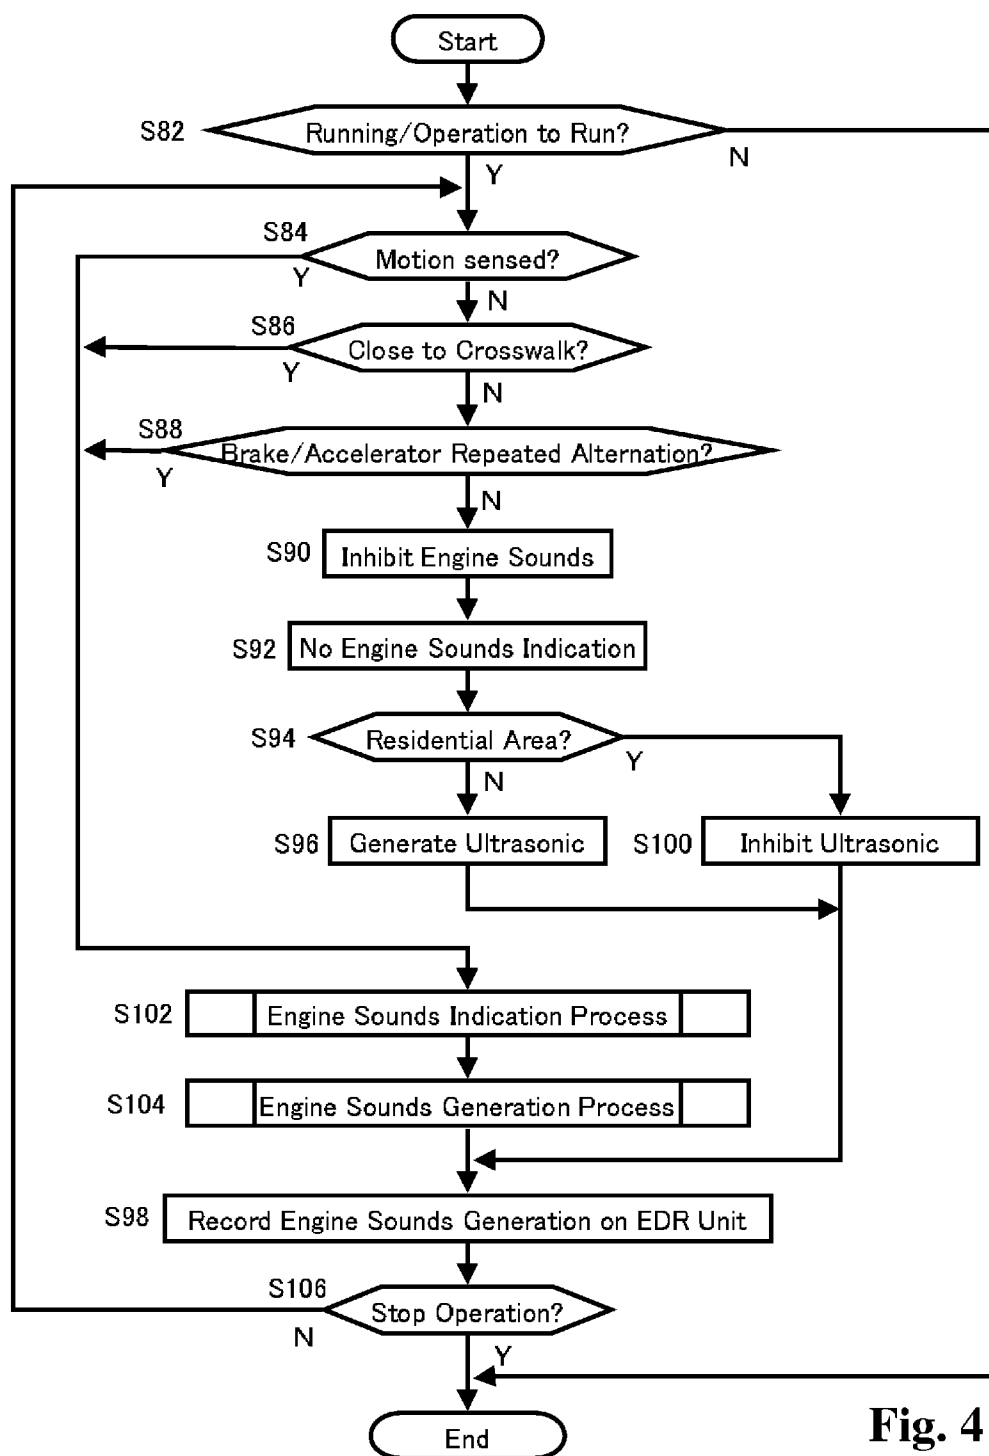 Start
S82
Running/Operation to Run?
N
Y
S84
Motion sensed?
Y
N
S86
Close to Crosswalk?
Y
N
S88
Brake/Accelerator Repeated Alternation?
Y
N
S90
Inhibit Engine Sounds
S92
No Engine Sounds Indication
S94
Residential Area?
Y
N
S96
Generate Ultrasonic
S100
Inhibit Ultrasonic
S102
Engine Sounds Indication Process
S104
Engine Sounds Generation Process
S98
Record Engine Sounds Generation on EDR Unit
S106
Stop Operation?
N
Y
End
Fig. 4